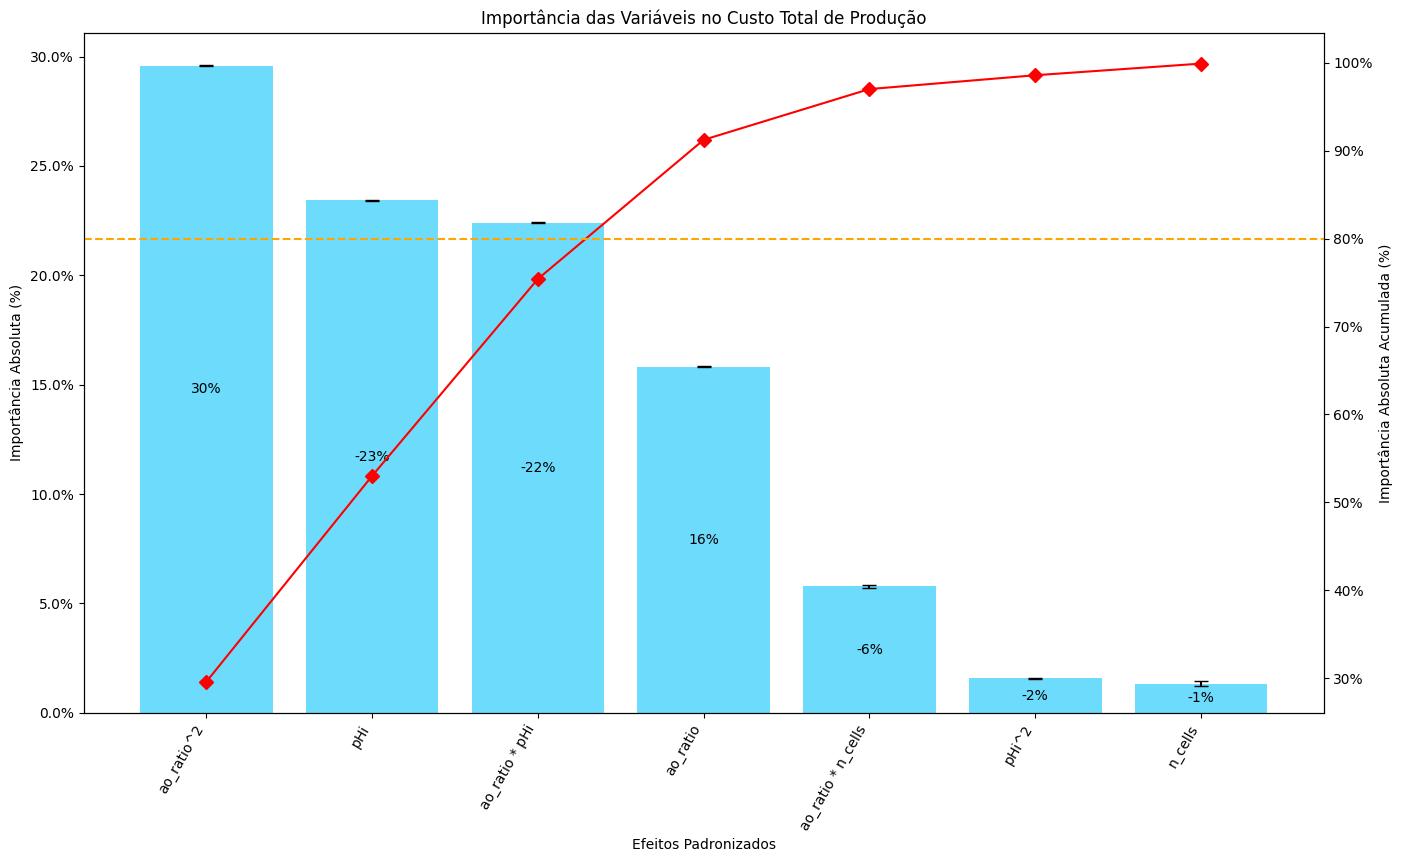 Importância das Variáveis no Custo Total de Produção
Importância Absoluta (%)
30.0%
25.0%
20.0%
15.0%
10.0%
5.0%
0.0%
30%
-23%
-22%
16%
-6%
-2%
-1%
100%
90%
80%
70%
60%
50%
40%
30%
Importância Absoluta Acumulada (%)
ao_ratio^2
pHi
ao_ratio * pHi
ao_ratio
ao_ratio * n_cells
pHi^2
n_cells
Efeitos Padronizados